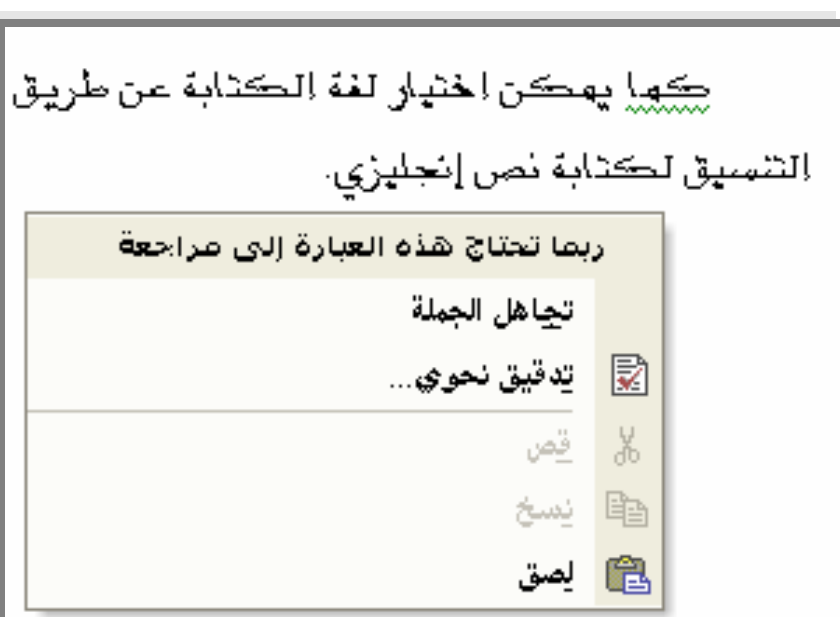 كما يمكن اختيار لغة الكتابة عن طريق
التنسيق لكتابة نص إنجليزي.
ربما تحتاج هذه العبارة إلى مراجعة
تجاهل الجملة
تدقيق نحوي...
قص
نسخ
لصق